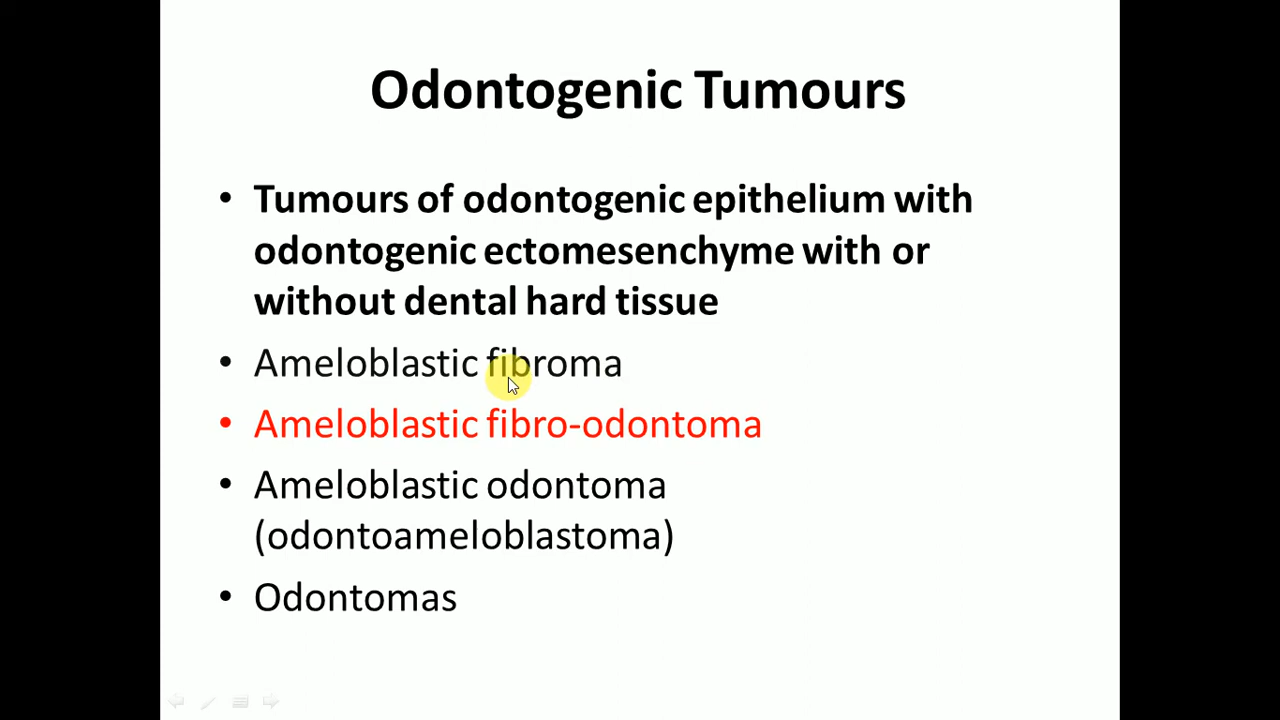 Odontogenic Tumours
• Tumours of odontogenic epithelium with
odontogenic ectomesenchyme with or
without dental hard tissue
• Ameloblastic fibroma
• Ameloblastic fibro-odontoma
• Ameloblastic odontoma
(odontoameloblastoma)
• Odontomas